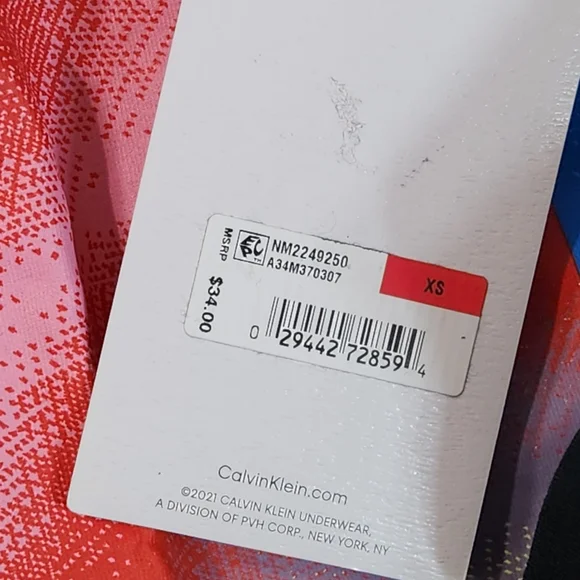 MSRP
$34.00
NM2249250
A34M370307
XS
0 29442 72859 4
CalvinKlein.com
©2021 CALVIN KLEIN UNDERWEAR,
A DIVISION OF PVH CORP., NEW YORK, NY